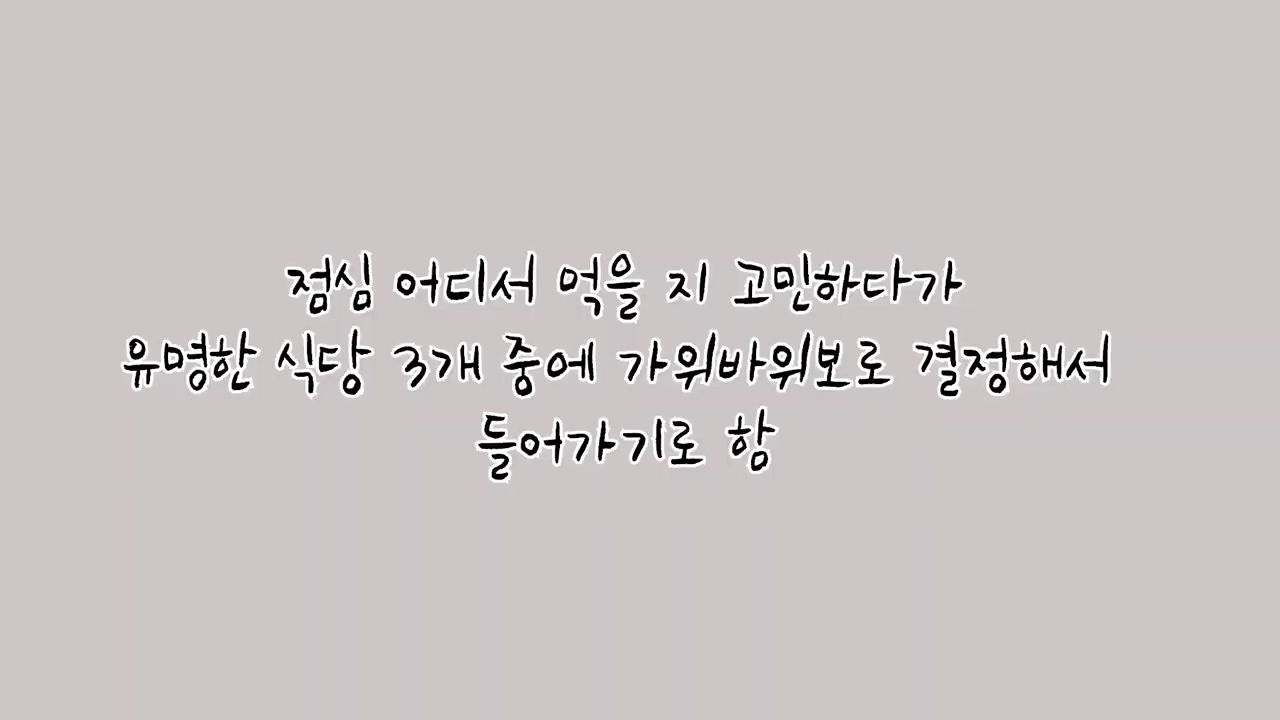 점심 어디서 먹을 지 고민하다가
유명한 식당 3개 중에 가위바위보로 결정해서
들어가기로 함